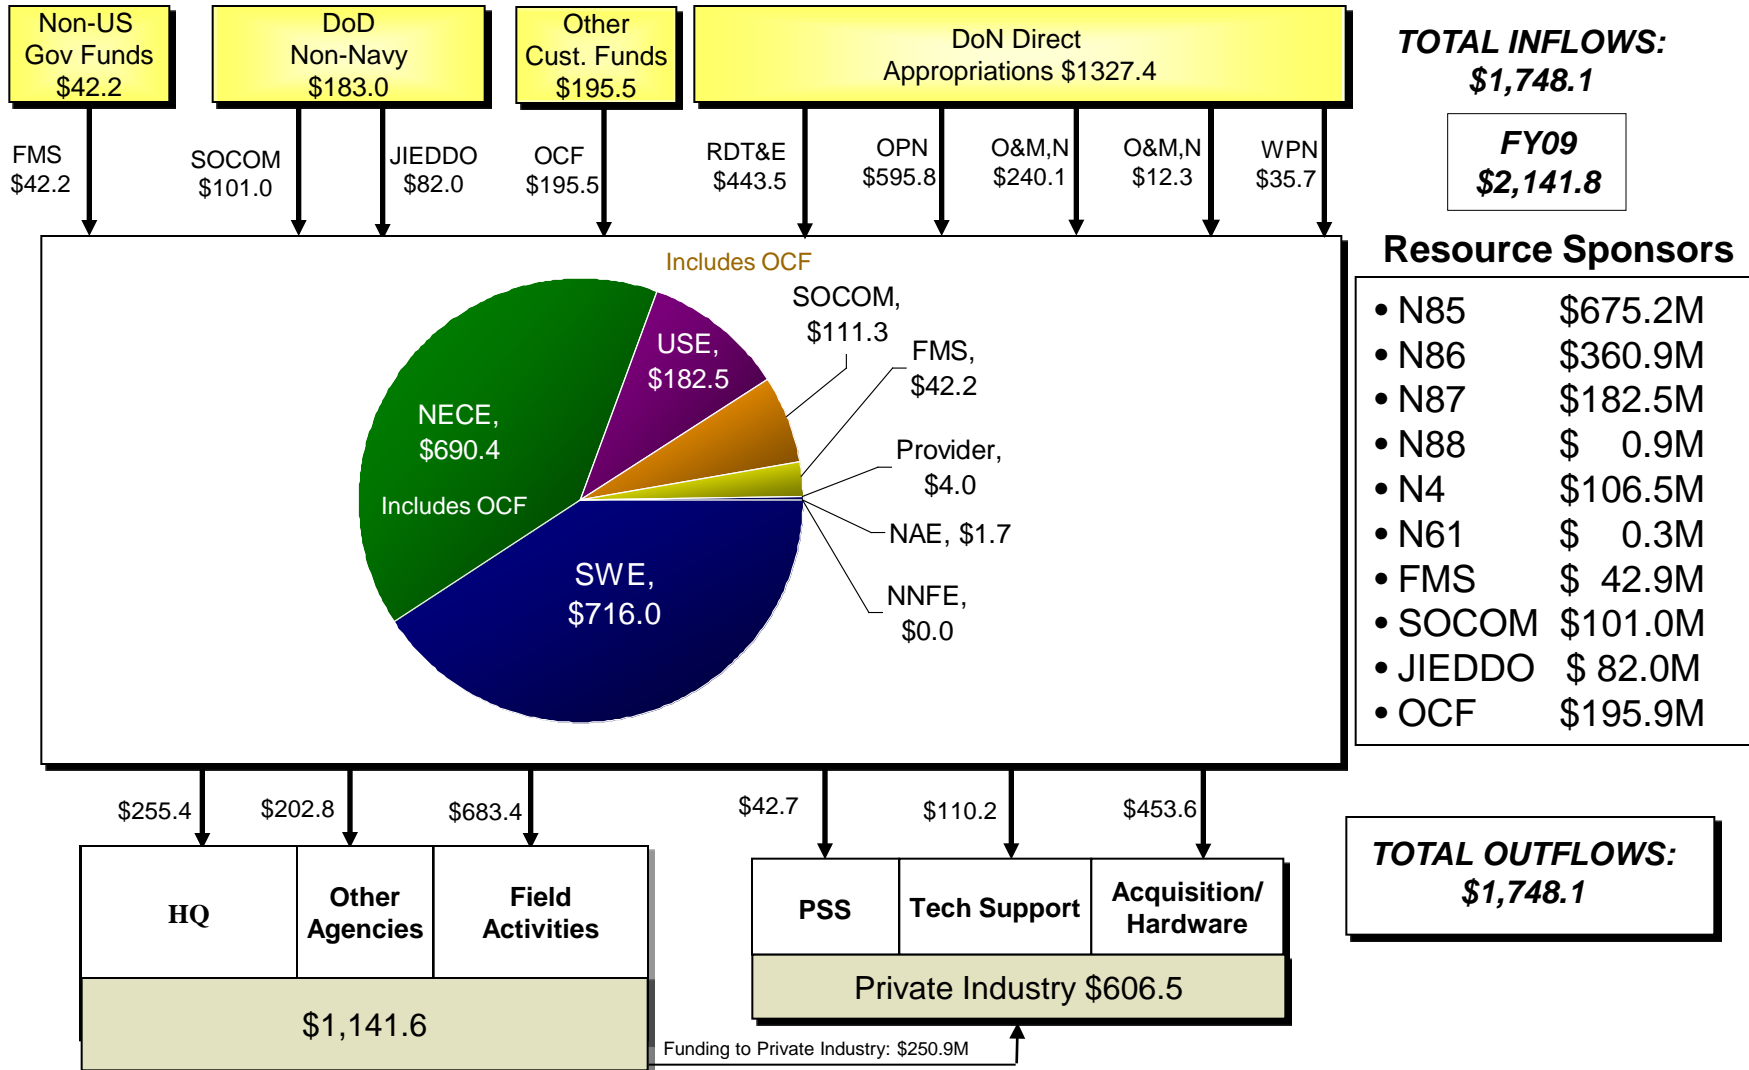 Non-US
Gov Funds
$42.2
DoD
Non-Navy
$183.0
Other
Cust. Funds
$195.5
DoN Direct
Appropriations $1327.4
TOTAL INFLOWS:
$1,748.1
FY09
$2,141.8
FMS
$42.2
SOCOM
$101.0
JIEDDO
$82.0
OCF
$195.5
RDT&E
$443.5
OPN
$595.8
O&M,N
$240.1
O&M,N
$12.3
WPN
$35.7
Includes OCF
SOCOM,
$111.3
FMS,
$42.2
USE,
$182.5
NECE,
$690.4
Includes OCF
Provider,
$4.0
NAE, $1.7
NNFE,
$0.0
SWE,
$716.0
Resource Sponsors
• N85 $675.2M
• N86 $360.9M
• N87 $182.5M
• N88 $ 0.9M
• N4 $106.5M
• N61 $ 0.3M
• FMS $ 42.9M
• SOCOM $101.0M
• JIEDDO $ 82.0M
• OCF $195.9M
$255.4
$202.8
$683.4
$42.7
$110.2
$453.6
HQ
Other
Agencies
Field
Activities
$1,141.6
PSS
Tech Support
Acquisition/
Hardware
Private Industry $606.5
Funding to Private Industry: $250.9M
TOTAL OUTFLOWS:
$1,748.1